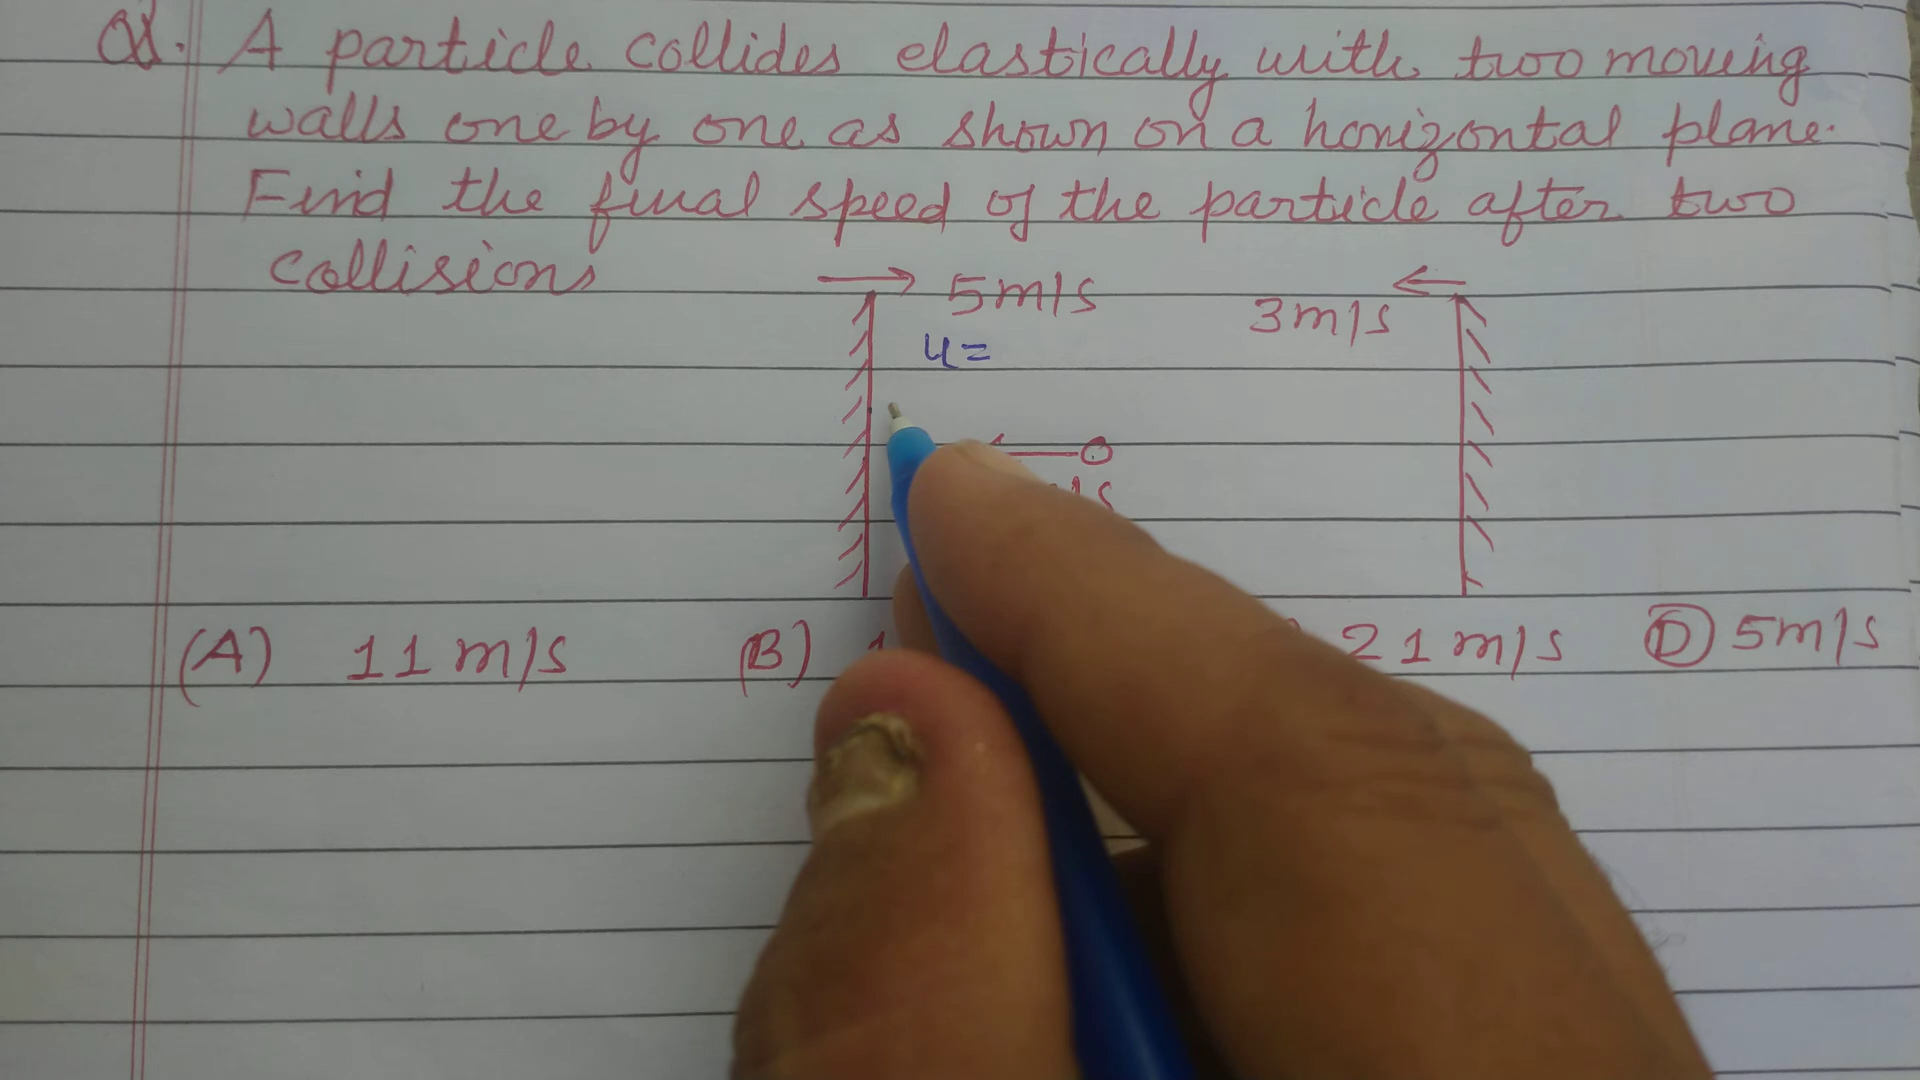 Q1. A particle collides elastically with two moving
walls one by one as shown on a horizontal plane.
Find the final speed of the particle after two
collisions
5m/s
3m/s
u=
(A) 11 m/s (B) 21 m/s (D) 5m/s